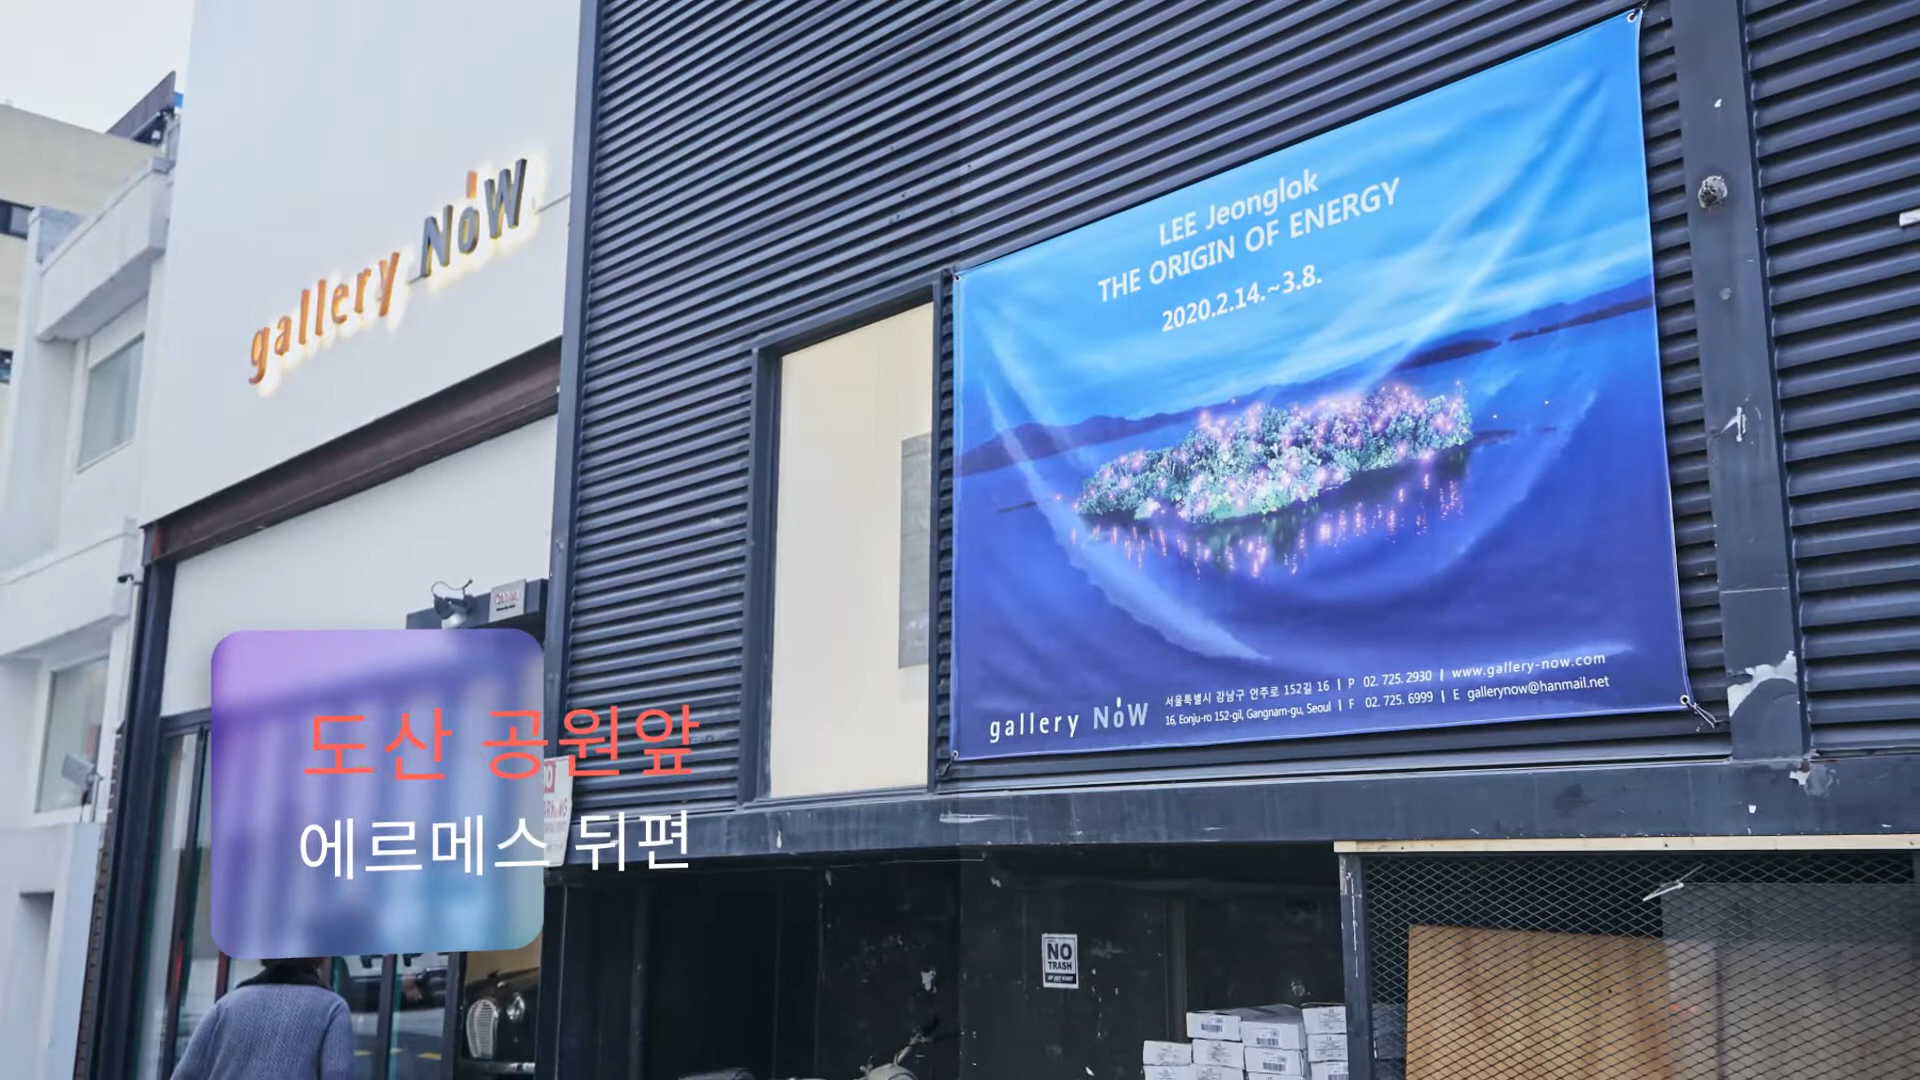 gallery NoW
LEE Jeonglok
THE ORIGIN OF ENERGY
2020.2.14.~3.8.
gallery NoW
서울특별시 강남구 언주로 152길 16 | P 02. 725. 2930 | www.gallery-now.com
16, Eonju-ro 152-gil, Gangnam-gu, Seoul | F 02. 725. 6999 | E gallerynow@hanmail.net
도산 공원앞
에르메스 뒤편
NO
TRASH